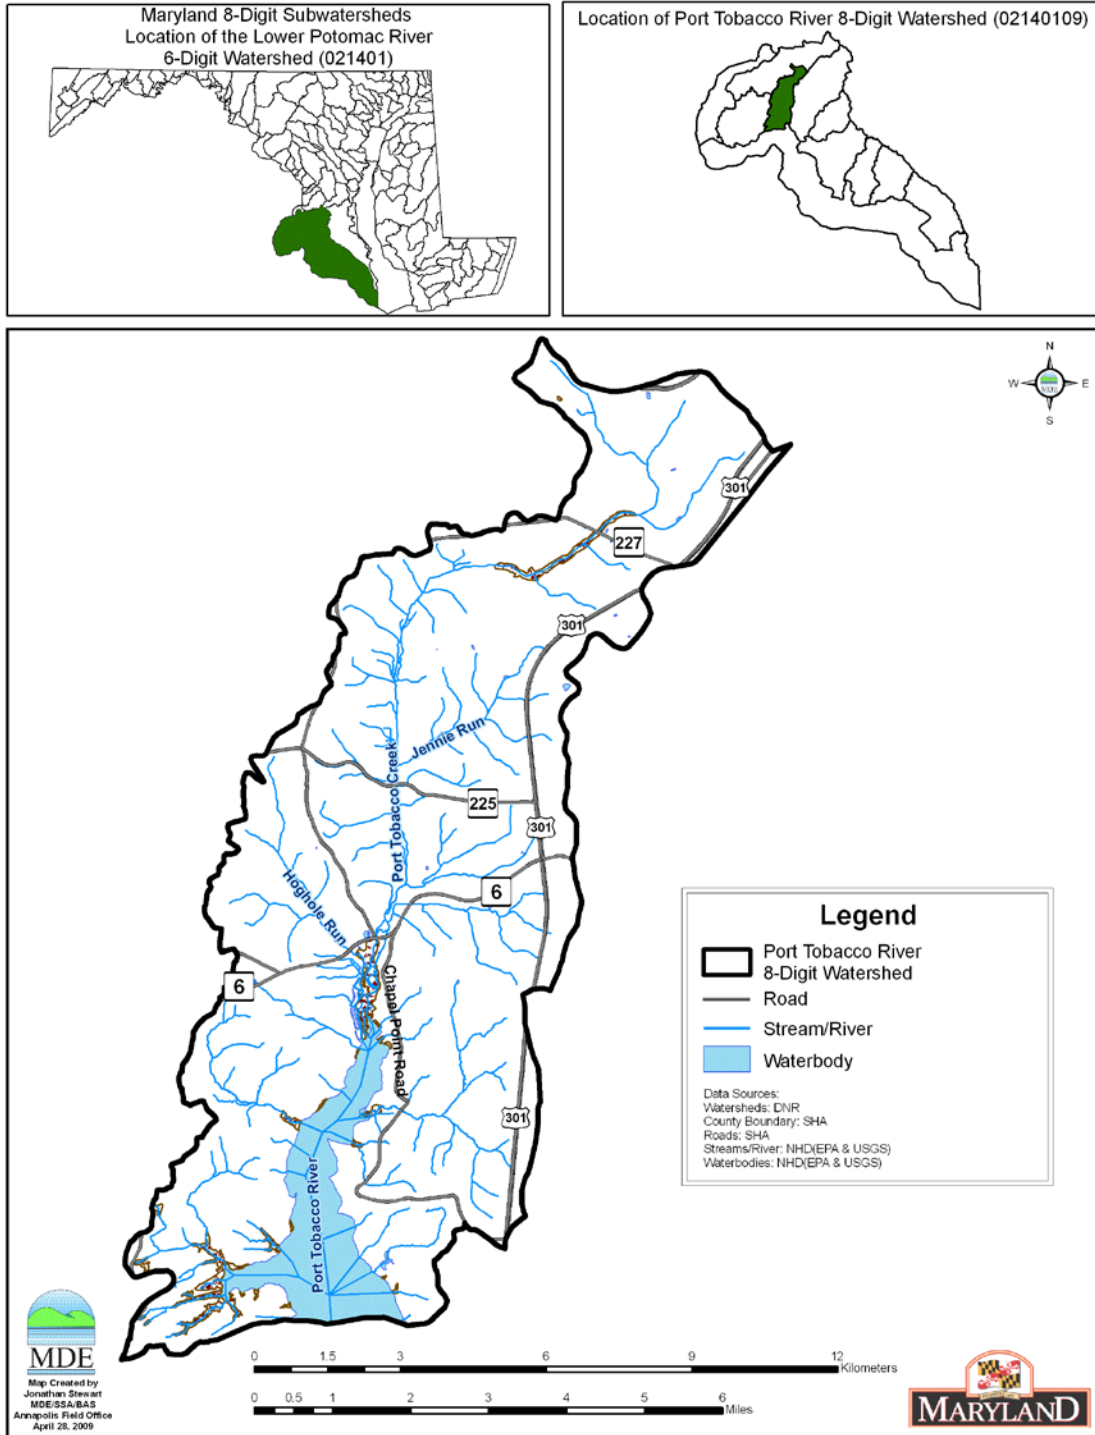 Maryland 8-Digit Subwatersheds
Location of the Lower Potomac River
6-Digit Watershed (021401)
Location of Port Tobacco River 8-Digit Watershed (02140109)
N
W
E
S
MDE
301
227
301
Jennie Run
Port Tobacco Creek
225
301
6
Hoghole Run
6
Chapel Point Road
301
Port Tobacco River
Legend
Port Tobacco River
8-Digit Watershed
Road
Stream/River
Waterbody
Data Sources:
Watersheds: DNR
County Boundary: SHA
Roads: SHA
Streams/River: NHD(EPA & USGS)
Waterbodies: NHD(EPA & USGS)
MDE
Map Created by
Jonathan Stewart
MDE/SSA/BAS
Annapolis Field Office
April 28, 2009
0 1.5 3 6 9 12
Kilometers
0 0.5 1 2 3 4 5 6
Miles
MARYLAND